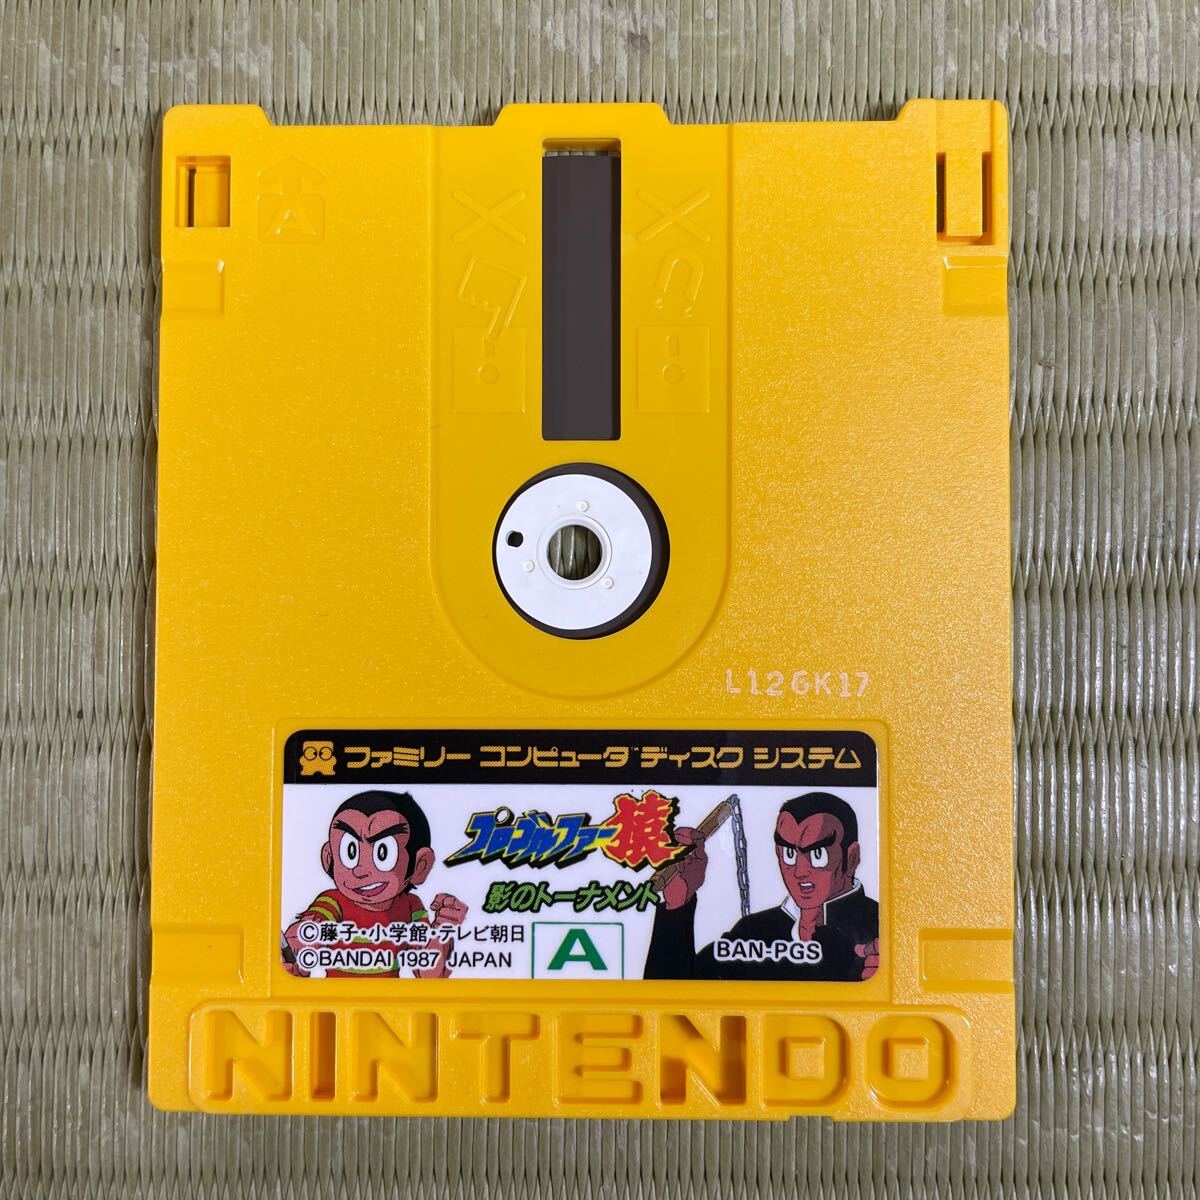 A
L126K17
ファミリー コンピュータ™ ディスク システム
プロゴルファー猿
影のトーナメント
©藤子・小学館・テレビ朝日
©BANDAI 1987 JAPAN
A
BAN-PGS
NINTENDO